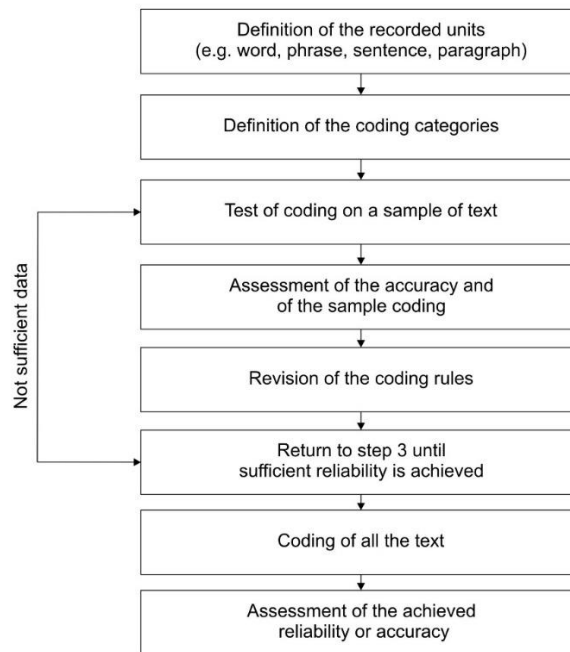 Definition of the recorded units
(e.g. word, phrase, sentence, paragraph)
Definition of the coding categories
Test of coding on a sample of text
Assessment of the accuracy and
of the sample coding
Revision of the coding rules
Return to step 3 until
sufficient reliability is achieved
Coding of all the text
Assessment of the achieved
reliability or accuracy
Not sufficient data